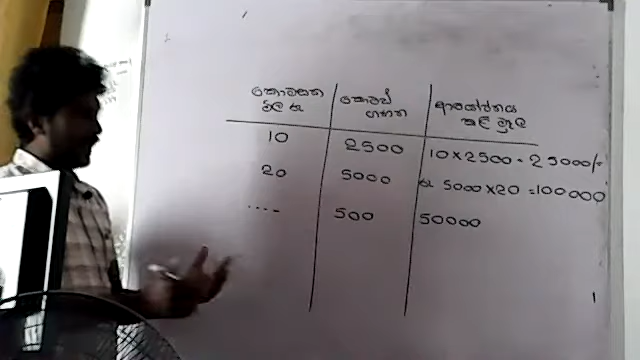 කොටසක කොටස් ආයෝජනය
මිල රු ගණන කළ මුදල
10 2500 10 × 2500 = 25000/-
20 5000 රු 5000 × 20 = 100000
.... 500 50000